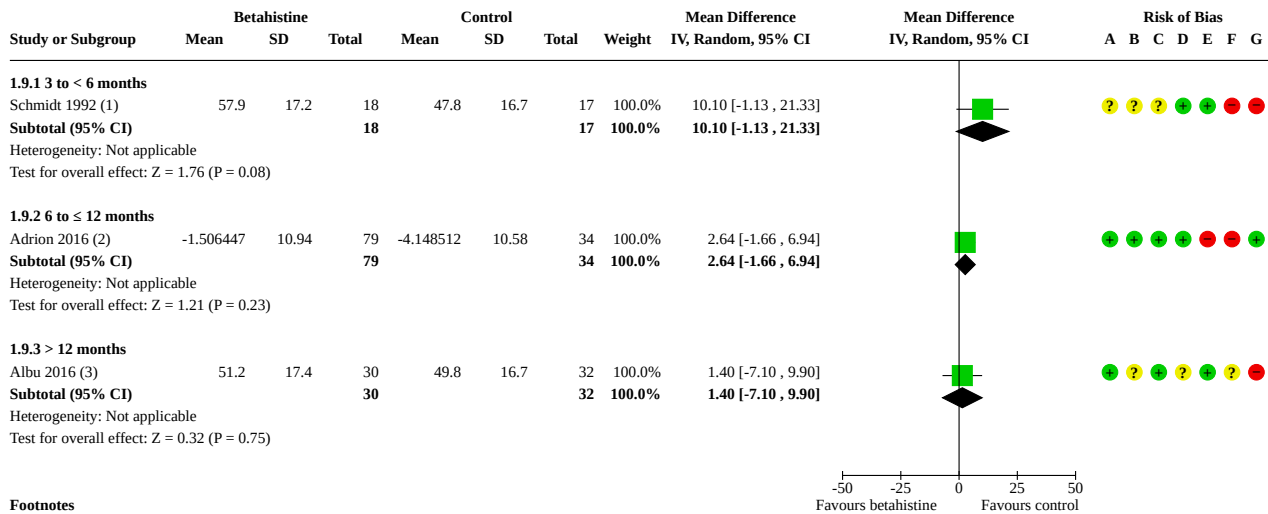 Betahistine Control Mean Difference Mean Difference Risk of Bias
Study or Subgroup Mean SD Total Mean SD Total Weight IV, Random, 95% CI IV, Random, 95% CI A B C D E F G
1.9.1 3 to < 6 months
Schmidt 1992 (1) 57.9 17.2 18 47.8 16.7 17 100.0% 10.10 [-1.13 , 21.33] ? ? ? + + − −
Subtotal (95% CI) 18 17 100.0% 10.10 [-1.13 , 21.33]
Heterogeneity: Not applicable
Test for overall effect: Z = 1.76 (P = 0.08)
1.9.2 6 to ≤ 12 months
Adrion 2016 (2) -1.506447 10.94 79 -4.148512 10.58 34 100.0% 2.64 [-1.66 , 6.94] + + + + − − +
Subtotal (95% CI) 79 34 100.0% 2.64 [-1.66 , 6.94]
Heterogeneity: Not applicable
Test for overall effect: Z = 1.21 (P = 0.23)
1.9.3 > 12 months
Albu 2016 (3) 51.2 17.4 30 49.8 16.7 32 100.0% 1.40 [-7.10 , 9.90] + ? + ? + ? −
Subtotal (95% CI) 30 32 100.0% 1.40 [-7.10 , 9.90]
Heterogeneity: Not applicable
Test for overall effect: Z = 0.32 (P = 0.75)
-50 -25 0 25 50
Footnotes Favours betahistine Favours control